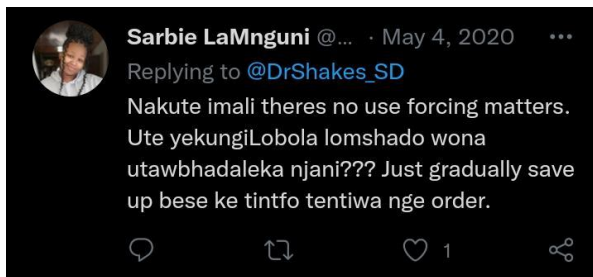 Sarbie LaMnguni @... · May 4, 2020
Replying to @DrShakes_SD
Nakute imali theres no use forcing matters.
Ute yekungiLobola lomshado wona
utawbhadaleka njani??? Just gradually save
up bese ke tintfo tentiwa nge order.
1